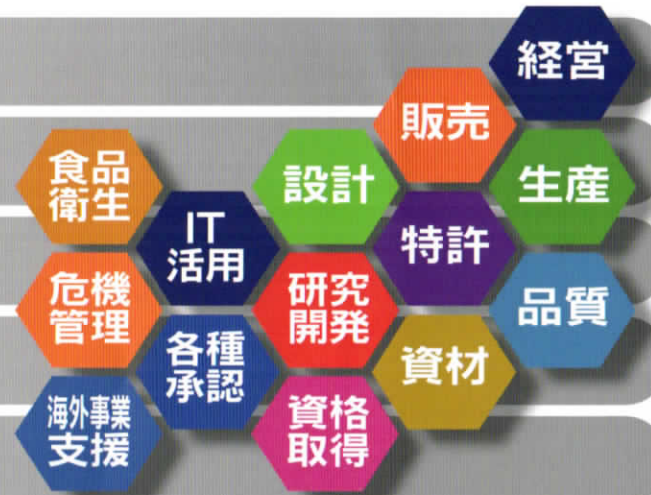 経営
販売
食品
衛生
設計
生産
IT
活用
特許
危機
管理
研究
開発
品質
各種
承認
資材
海外事業
支援
資格
取得